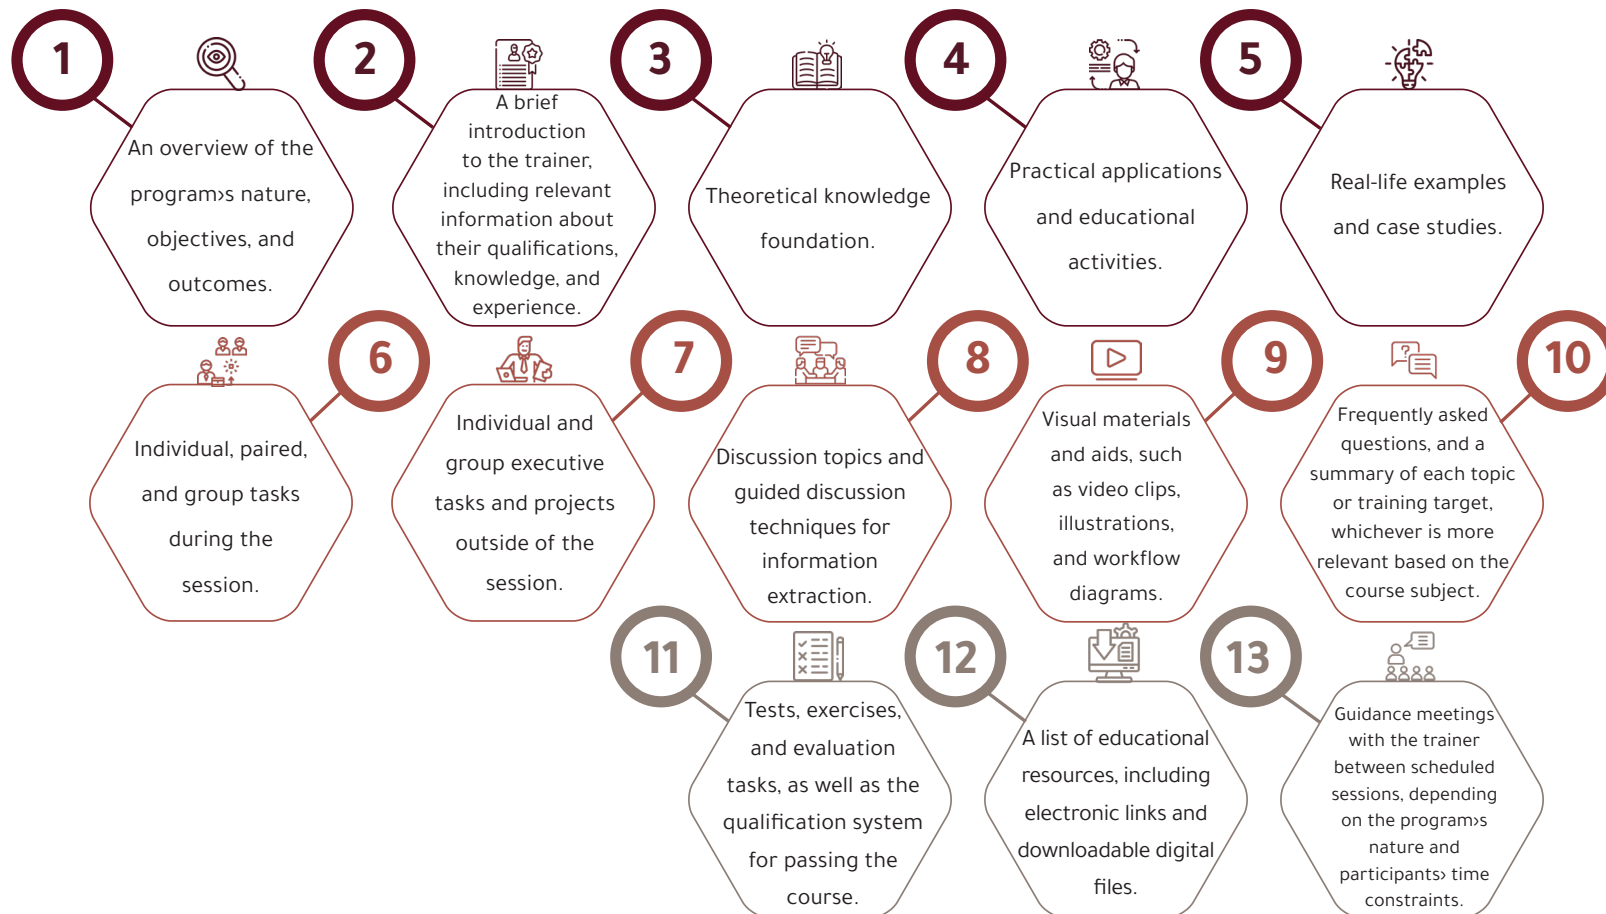 1
An overview of the
program›s nature,
objectives, and
outcomes.
2
A brief
introduction
to the trainer,
including relevant
information about
their qualifications,
knowledge, and
experience.
3
Theoretical knowledge
foundation.
4
Practical applications
and educational
activities.
5
Real-life examples
and case studies.
6
Individual, paired,
and group tasks
during the
session.
7
Individual and
group executive
tasks and projects
outside of the
session.
8
Discussion topics and
guided discussion
techniques for
information
extraction.
9
Visual materials
and aids, such
as video clips,
illustrations,
and workflow
diagrams.
10
Frequently asked
questions, and a
summary of each topic
or training target,
whichever is more
relevant based on the
course subject.
11
Tests, exercises,
and evaluation
tasks, as well as the
qualification system
for passing the
course.
12
A list of educational
resources, including
electronic links and
downloadable digital
files.
13
Guidance meetings
with the trainer
between scheduled
sessions, depending
on the program›s
nature and
participants› time
constraints.